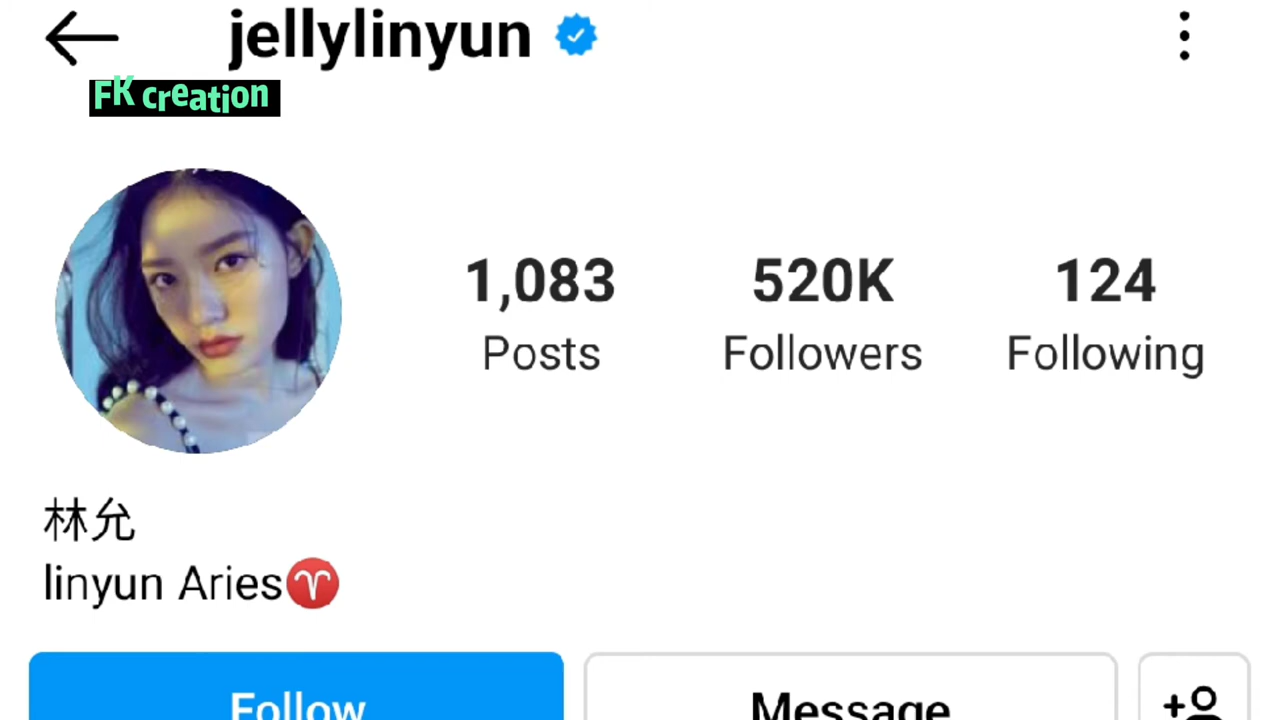 jellylinyun
FK creation
1,083 520K 124
Posts Followers Following
林允
linyun Aries♈
Follow Message